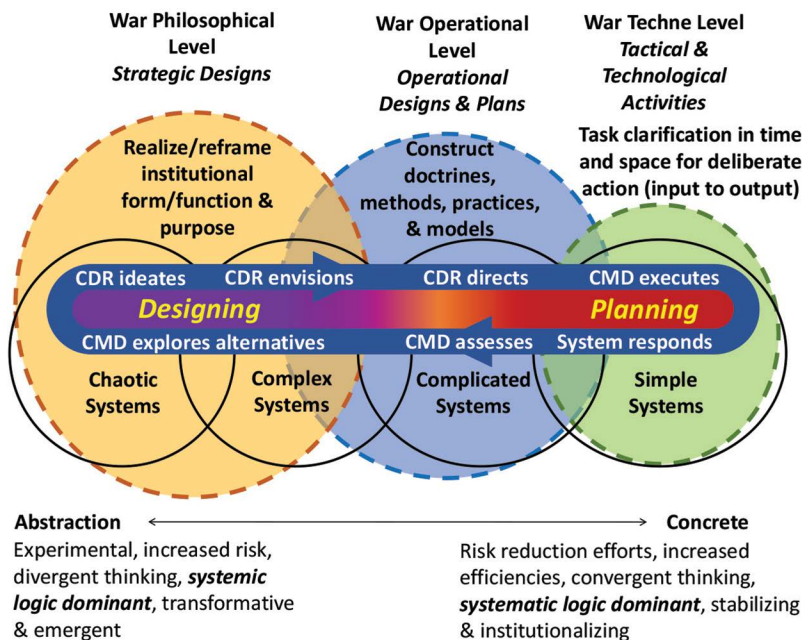 War Philosophical
Level
Strategic Designs
War Operational
Level
Operational
Designs & Plans
War Techne Level
Tactical &
Technological
Activities
Realize/reframe
institutional
form/function &
purpose
Construct
doctrines,
methods, practices,
& models
Task clarification in time
and space for deliberate
action (input to output)
CDR ideates
CDR envisions
CDR directs
CMD executes
Designing
Planning
CMD explores alternatives
CMD assesses
System responds
Chaotic
Systems
Complex
Systems
Complicated
Systems
Simple
Systems
Abstraction
Concrete
Experimental, increased risk,
divergent thinking, systemic
logic dominant, transformative
& emergent
Risk reduction efforts, increased
efficiencies, convergent thinking,
systematic logic dominant, stabilizing
& institutionalizing